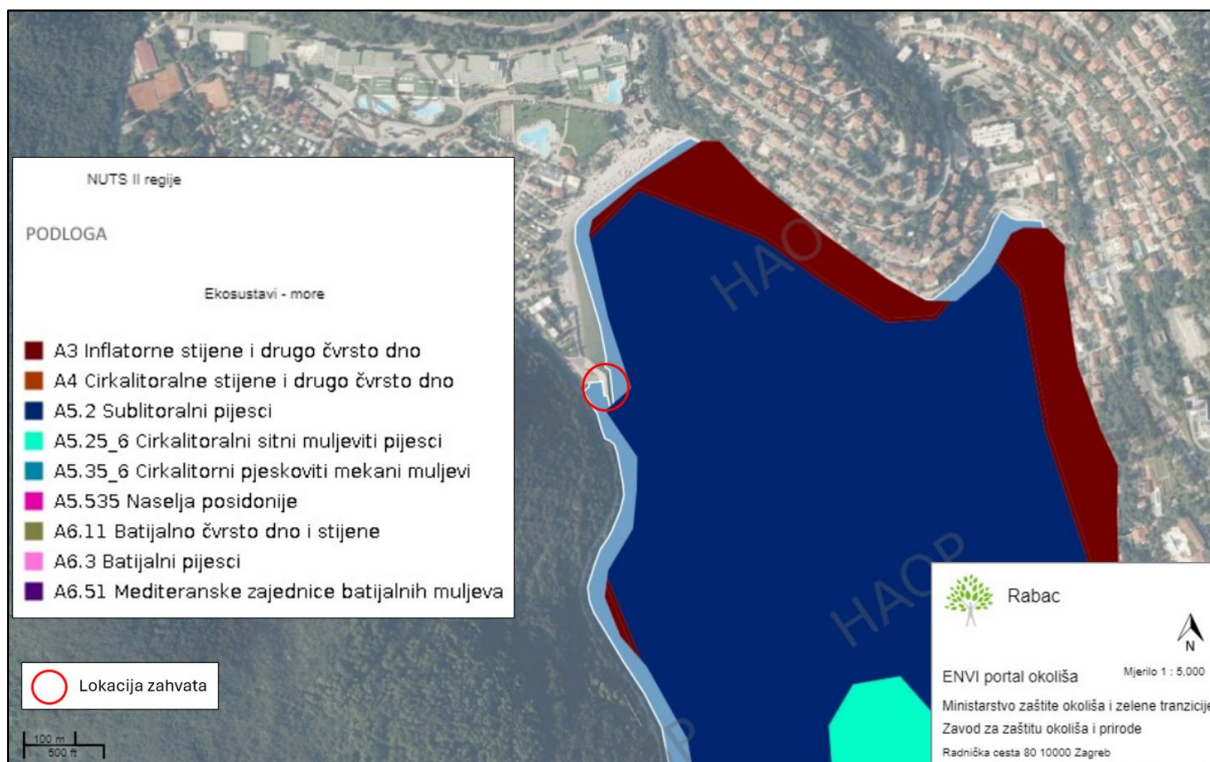 HAOP
NUTS II regije
PODLOGA
Ekosustavi - more
A3 Inflatorne stijene i drugo čvrsto dno
A4 Cirkalitoralne stijene i drugo čvrsto dno
A5.2 Sublitoralni pijesci
A5.25_6 Cirkalitoralni sitni muljeviti pijesci
A5.35_6 Cirkalitorni pjeskoviti mekani muljevi
A5.535 Naselja posidonije
A6.11 Batijalno čvrsto dno i stijene
A6.3 Batijalni pijesci
A6.51 Mediteranske zajednice batijalnih muljeva
Lokacija zahvata
100 m
500 ft
HAOP
HAOP
HAOP
Rabac
N
ENVI portal okoliša
Mjerilo 1 : 5,000
Ministarstvo zaštite okoliša i zelene tranzicije
Zavod za zaštitu okoliša i prirode
Radnička cesta 80 10000 Zagreb